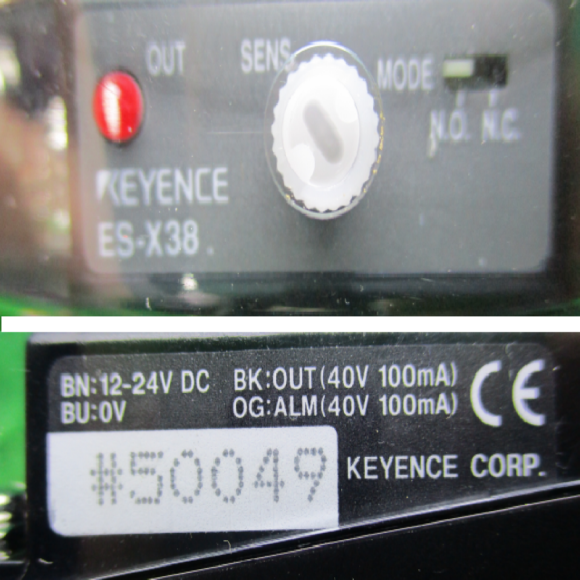 OUT
SENS
MODE
N.O. N.C.
KEYENCE
ES-X38
BN:12-24V DC BK:OUT(40V 100mA)
BU:0V OG:ALM(40V 100mA)
CE
#50049
KEYENCE CORP.